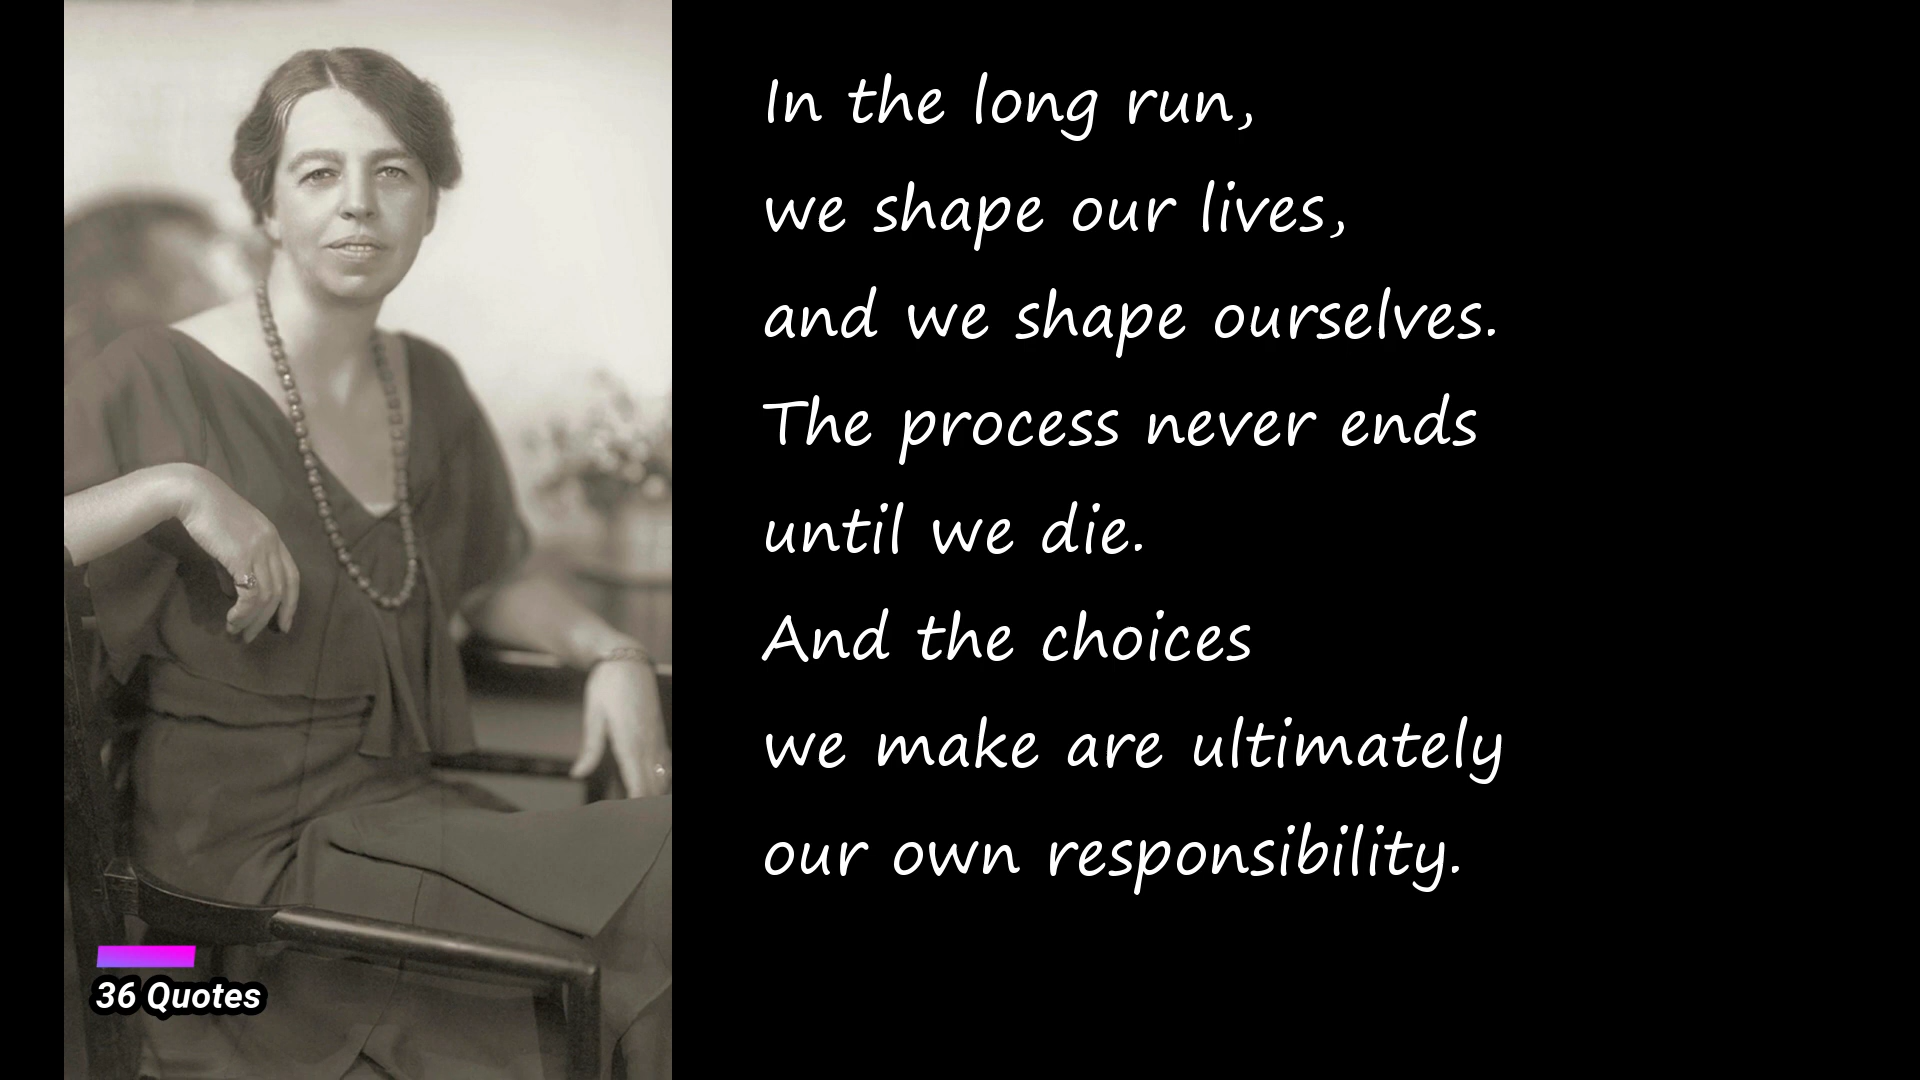 In the long run,
we shape our lives,
and we shape ourselves.
The process never ends
until we die.
And the choices
we make are ultimately
our own responsibility.
36 Quotes